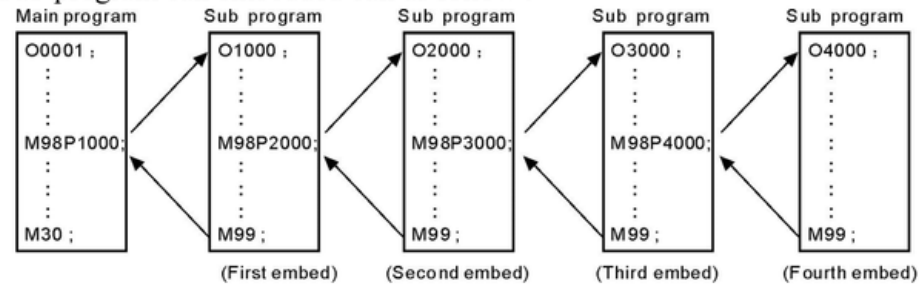 Main program
O0001 ;
:
:
:
M98P1000;
:
:
:
M30 ;
Sub program
O1000 ;
:
:
:
M98P2000;
:
:
:
M99 ;
(First embed)
Sub program
O2000 ;
:
:
:
M98P3000;
:
:
:
M99 ;
(Second embed)
Sub program
O3000 ;
:
:
:
M98P4000;
:
:
:
M99 ;
(Third embed)
Sub program
O4000 ;
:
:
:
:
:
:
:
M99 ;
(Fourth embed)